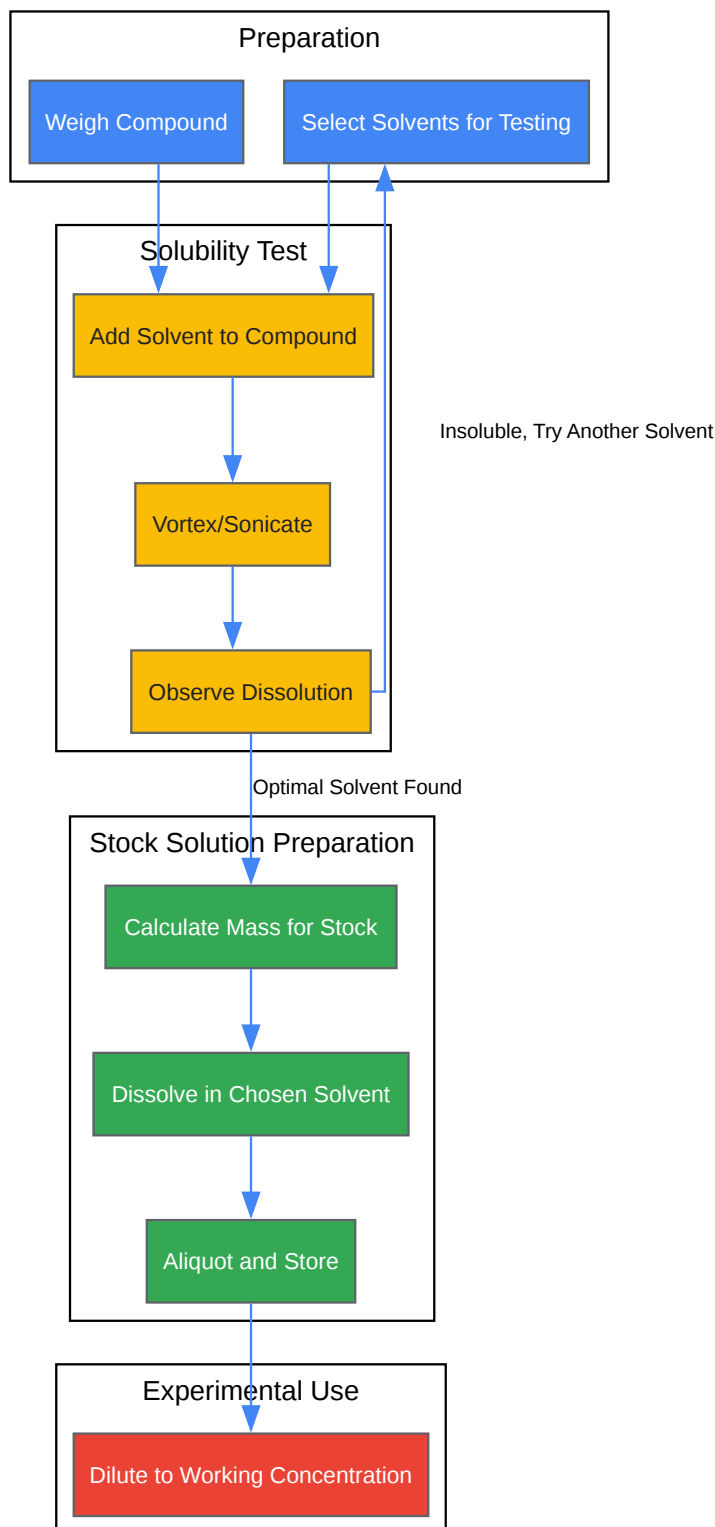 Preparation
Weigh Compound
Select Solvents for Testing
Solubility Test
Add Solvent to Compound
Insoluble, Try Another Solvent
Vortex/Sonicate
Observe Dissolution
Optimal Solvent Found
Stock Solution Preparation
Calculate Mass for Stock
Dissolve in Chosen Solvent
Aliquot and Store
Experimental Use
Dilute to Working Concentration